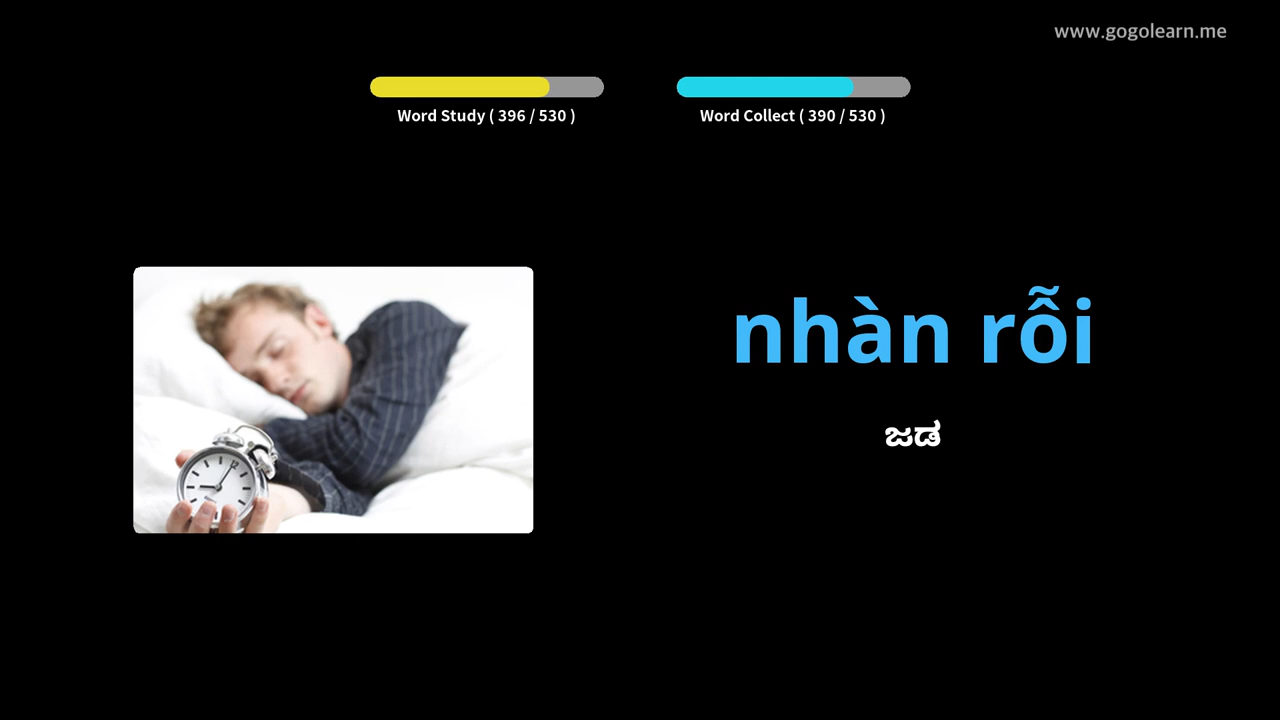 www.gogolearn.me
Word Study ( 396 / 530 )
Word Collect ( 390 / 530 )
nhàn rỗi
ಜಡ